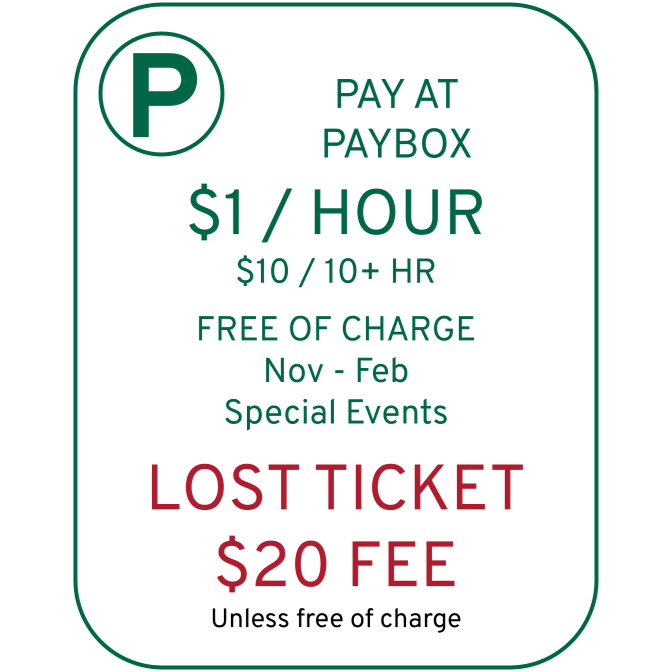 P
PAY AT
PAYBOX
$1 / HOUR
$10 / 10+ HR
FREE OF CHARGE
Nov - Feb
Special Events
LOST TICKET
$20 FEE
Unless free of charge